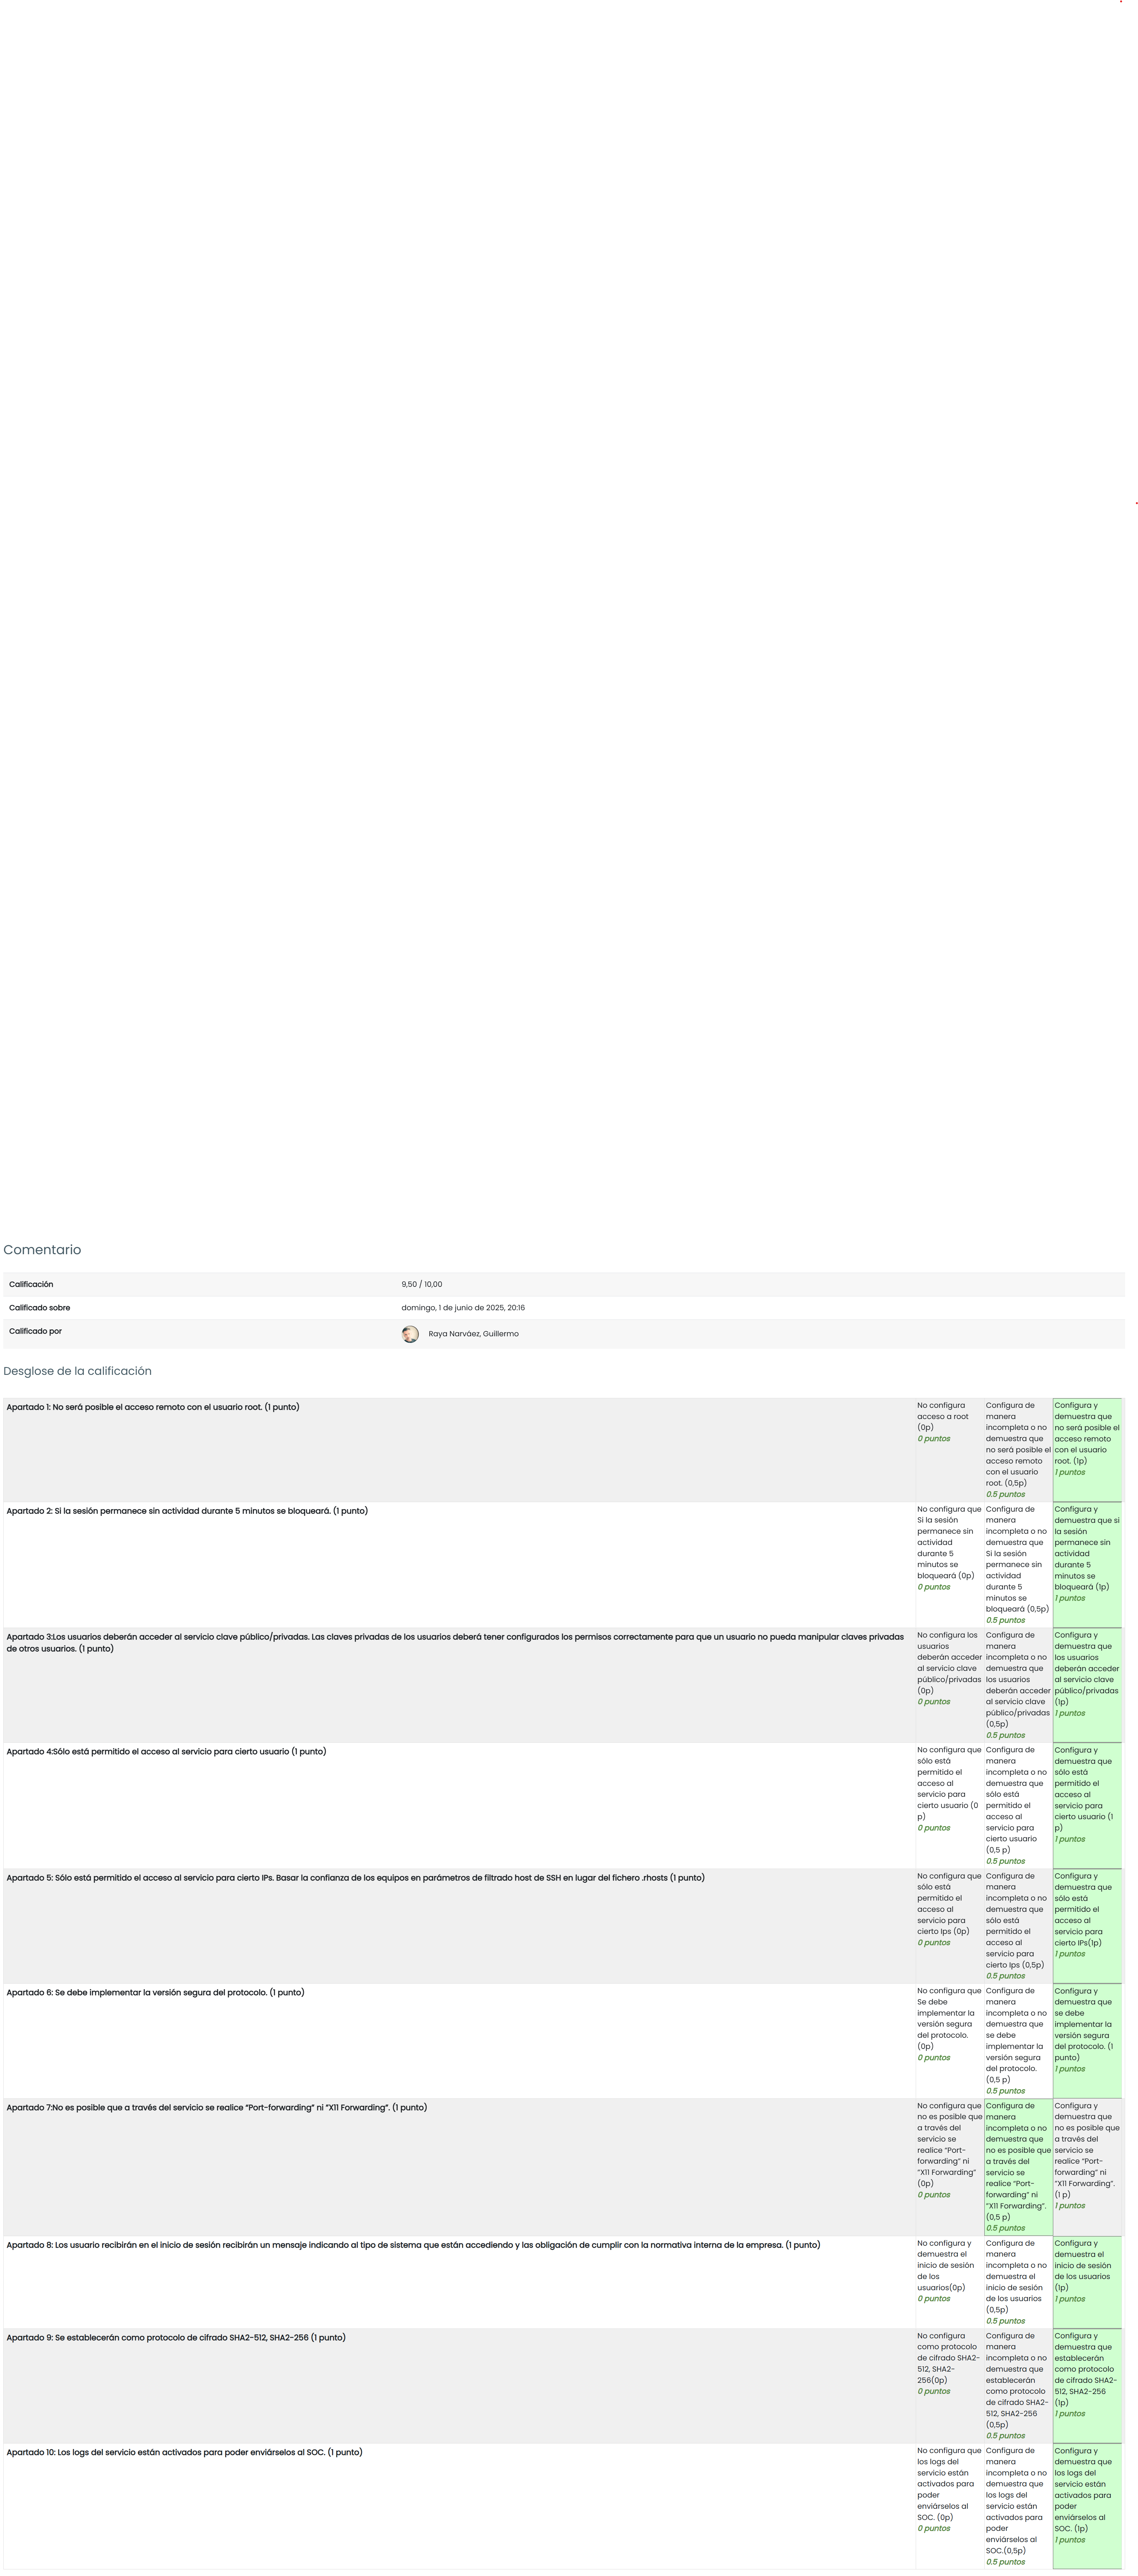 Comentario
Calificación
9,50 / 10,00
Calificado sobre
domingo, 1 de junio de 2025, 20:16
Calificado por
Raya Narváez, Guillermo
Desglose de la calificación
Apartado 1: No será posible el acceso remoto con el usuario root. (1 punto)
No configura
acceso a root
(0p)
0 puntos
Configura de
manera
incompleta o no
demuestra que
no será posible el
acceso remoto
con el usuario
root. (0,5p)
0.5 puntos
Configura y
demuestra que
no será posible el
acceso remoto
con el usuario
root. (1p)
1 puntos
Apartado 2: Si la sesión permanece sin actividad durante 5 minutos se bloqueará. (1 punto)
No configura que
Si la sesión
permanece sin
actividad
durante 5
minutos se
bloqueará (0p)
0 puntos
Configura de
manera
incompleta o no
demuestra que
Si la sesión
permanece sin
actividad
durante 5
minutos se
bloqueará (0,5p)
0.5 puntos
Configura y
demuestra que si
la sesión
permanece sin
actividad
durante 5
minutos se
bloqueará (1p)
1 puntos
Apartado 3:Los usuarios deberán acceder al servicio clave público/privadas. Las claves privadas de los usuarios deberá tener configurados los permisos correctamente para que un usuario no pueda manipular claves privadas
de otros usuarios. (1 punto)
No configura los
usuarios
deberán acceder
al servicio clave
público/privadas
(0p)
0 puntos
Configura de
manera
incompleta o no
demuestra que
los usuarios
deberán acceder
al servicio clave
público/privadas
(0,5p)
0.5 puntos
Configura y
demuestra que
los usuarios
deberán acceder
al servicio clave
público/privadas
(1p)
1 puntos
Apartado 4:Sólo está permitido el acceso al servicio para cierto usuario (1 punto)
No configura que
sólo está
permitido el
acceso al
servicio para
cierto usuario (0
p)
0 puntos
Configura de
manera
incompleta o no
demuestra que
sólo está
permitido el
acceso al
servicio para
cierto usuario
(0,5 p)
0.5 puntos
Configura y
demuestra que
sólo está
permitido el
acceso al
servicio para
cierto usuario (1
p)
1 puntos
Apartado 5: Sólo está permitido el acceso al servicio para cierto IPs. Basar la confianza de los equipos en parámetros de filtrado host de SSH en lugar del fichero .rhosts (1 punto)
No configura que
sólo está
permitido el
acceso al
servicio para
cierto Ips (0p)
0 puntos
Configura de
manera
incompleta o no
demuestra que
sólo está
permitido el
acceso al
servicio para
cierto Ips (0,5p)
0.5 puntos
Configura y
demuestra que
sólo está
permitido el
acceso al
servicio para
cierto IPs(1p)
1 puntos
Apartado 6: Se debe implementar la versión segura del protocolo. (1 punto)
No configura que
Se debe
implementar la
versión segura
del protocolo.
(0p)
0 puntos
Configura de
manera
incompleta o no
demuestra que
se debe
implementar la
versión segura
del protocolo.
(0,5 p)
0.5 puntos
Configura y
demuestra que
se debe
implementar la
versión segura
del protocolo. (1
punto)
1 puntos
Apartado 7:No es posible que a través del servicio se realice “Port-forwarding” ni “X11 Forwarding”. (1 punto)
No configura que
no es posible que
a través del
servicio se
realice “Port-
forwarding” ni
“X11 Forwarding”
(0p)
0 puntos
Configura de
manera
incompleta o no
demuestra que
no es posible que
a través del
servicio se
realice “Port-
forwarding” ni
“X11 Forwarding”.
(0,5 p)
0.5 puntos
Configura y
demuestra que
no es posible que
a través del
servicio se
realice “Port-
forwarding” ni
“X11 Forwarding”.
(1 p)
1 puntos
Apartado 8: Los usuario recibirán en el inicio de sesión recibirán un mensaje indicando al tipo de sistema que están accediendo y las obligación de cumplir con la normativa interna de la empresa. (1 punto)
No configura y
demuestra el
inicio de sesión
de los
usuarios(0p)
0 puntos
Configura de
manera
incompleta o no
demuestra el
inicio de sesión
de los usuarios
(0,5p)
0.5 puntos
Configura y
demuestra el
inicio de sesión
de los usuarios
(1p)
1 puntos
Apartado 9: Se establecerán como protocolo de cifrado SHA2-512, SHA2-256 (1 punto)
No configura
como protocolo
de cifrado SHA2-
512, SHA2-
256(0p)
0 puntos
Configura de
manera
incompleta o no
demuestra que
establecerán
como protocolo
de cifrado SHA2-
512, SHA2-256
(0,5p)
0.5 puntos
Configura y
demuestra que
establecerán
como protocolo
de cifrado SHA2-
512, SHA2-256
(1p)
1 puntos
Apartado 10: Los logs del servicio están activados para poder enviárselos al SOC. (1 punto)
No configura que
los logs del
servicio están
activados para
poder
enviárselos al
SOC. (0p)
0 puntos
Configura de
manera
incompleta o no
demuestra que
los logs del
servicio están
activados para
poder
enviárselos al
SOC.(0,5p)
0.5 puntos
Configura y
demuestra que
los logs del
servicio están
activados para
poder
enviárselos al
SOC. (1p)
1 puntos